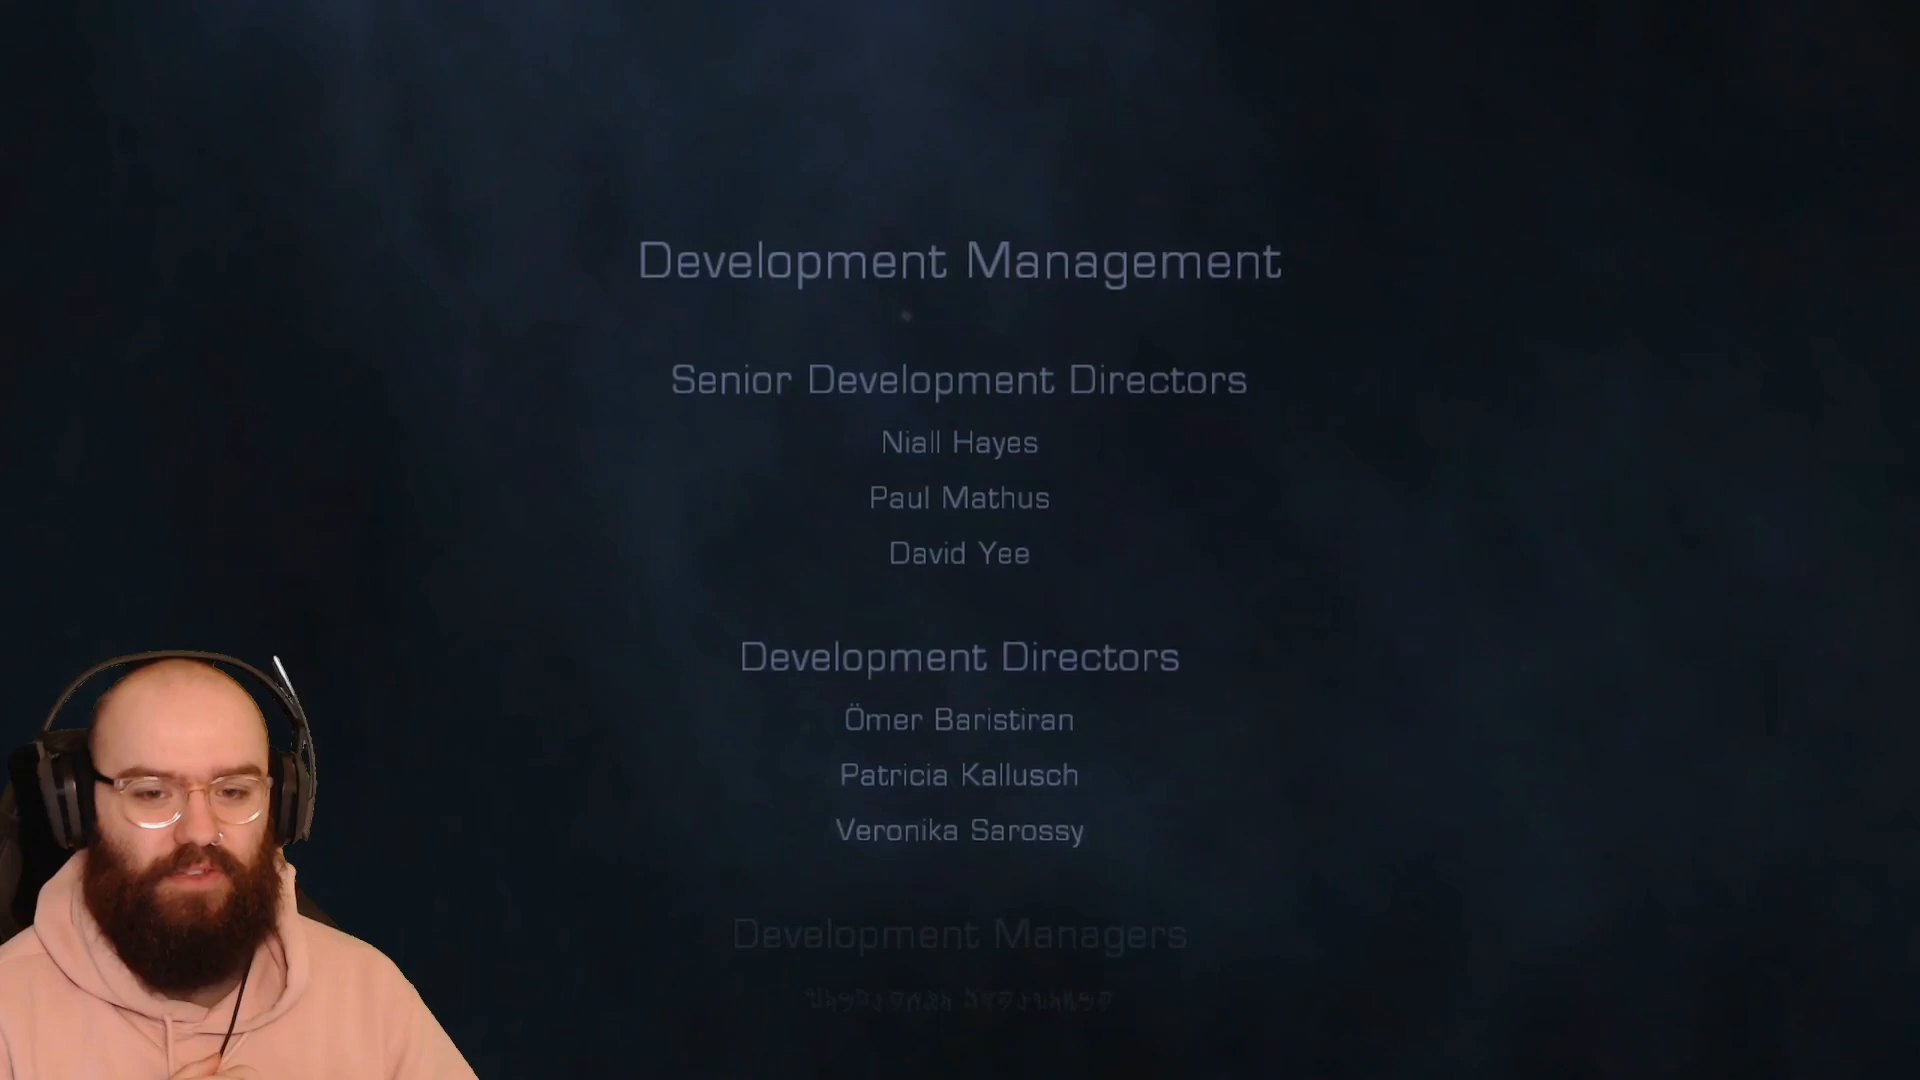 Development Management
Senior Development Directors
Niall Hayes
Paul Mathus
David Yee
Development Directors
Ömer Baristiran
Patricia Kallusch
Veronika Sarossy
Development Managers